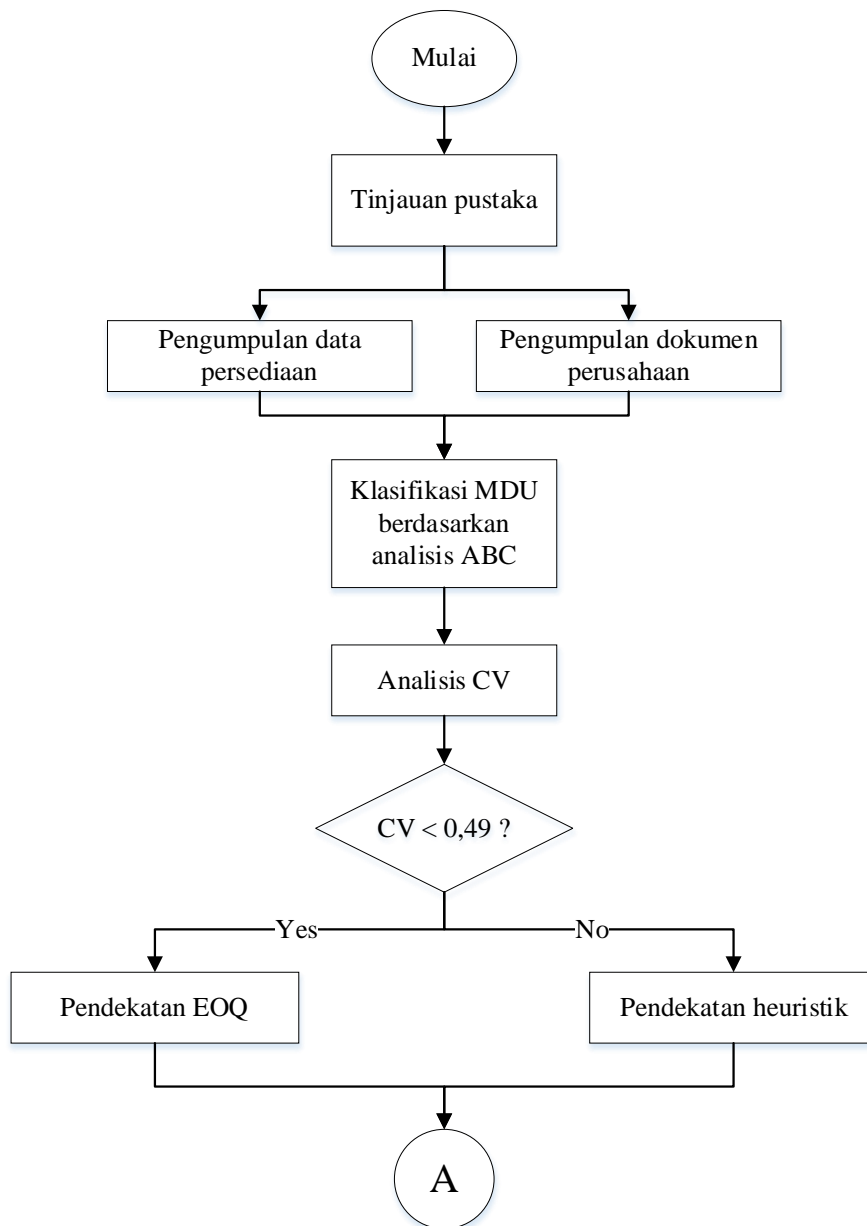 Mulai
Tinjauan pustaka
Pengumpulan data
persediaan
Pengumpulan dokumen
perusahaan
Klasifikasi MDU
berdasarkan
analisis ABC
Analisis CV
CV < 0,49 ?
Yes
No
Pendekatan EOQ
Pendekatan heuristik
A